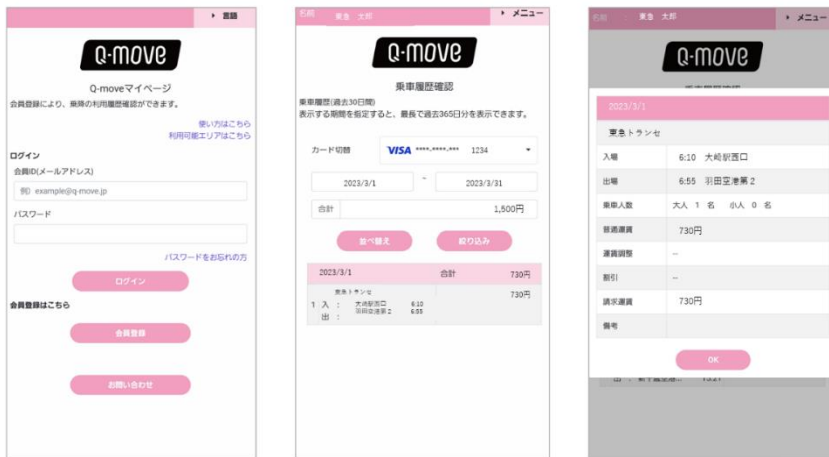 言語
Q-move
Q-moveマイページ
会員登録により、乗降の利用履歴確認ができます。
使い方はこちら
利用可能エリアはこちら
ログイン
会員ID(メールアドレス)
例) example@q-move.jp
パスワード
パスワードをお忘れの方
ログイン
会員登録はこちら
会員登録
お問い合わせ
名前 東急 太郎
メニュー
Q-move
乗車履歴確認
乗車履歴(過去30日間)
表示する期間を指定すると、最長で過去365日分を表示できます。
カード切替 VISA ****-****-*** 1234
2023/3/1 ~ 2023/3/31
合計 1,500円
並べ替え 絞り込み
2023/3/1 合計 730円
東急トランセ 730円
1 入 : 大崎駅西口 6:10
出 : 羽田空港第2 6:55
名前 : 東急 太郎
メニュー
Q-move
2023/3/1
東急トランセ
入場 6:10 大崎駅西口
出場 6:55 羽田空港第2
乗車人数 大人 1 名 小人 0 名
普通運賃 730円
運賃調整 --
割引 --
請求運賃 730円
備考
OK